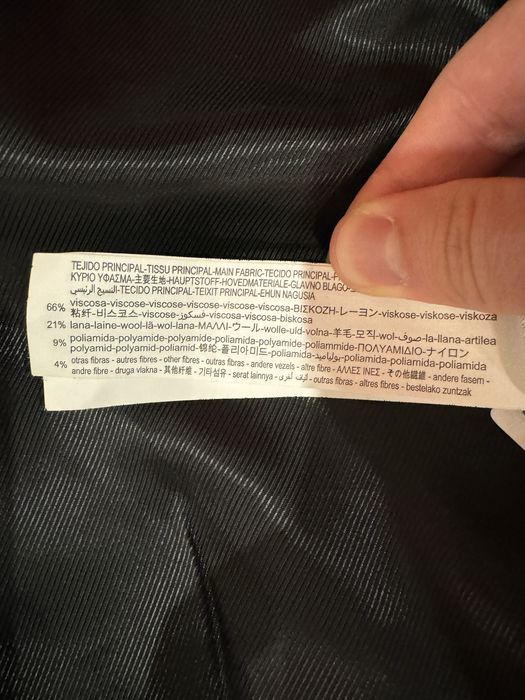 TEJIDO PRINCIPAL-TISSU PRINCIPAL-MAIN FABRIC-TECIDO PRINCIPAL-
ΚΥΡΙΟ ΥΦΑΣΜΑ-主要生地-HAUPTSTOFF-HOVEDMATERIALE-GLAVNO BLAGO-
النسيج الرئيسي-TECIDO PRINCIPAL-TEIXIT PRINCIPAL-EHUN NAGUSIA
66% viscosa-viscose-viscose-viscose-viscose-viscoza-viscose-ΒΙΣΚΟΖΗ-レーヨン-viskose-viskose-viskoza
粘纤-비스코스-viscose-فسكوز-viscosa-viscosa-biskosa
21% lana-laine-wool-lã-wol-lana-ΜΑΛΛΙ-ウール-wolle-uld-volna-羊毛-모직-wol-صوف-la-llana-artilea
9% poliamida-polyamide-polyamide-poliamida-polyamide-poliammide-ΠΟΛΥΑΜΙΔΙΟ-ナイロン
polyamid-polyamid-poliamid-锦纶-폴리아미드-poliamida-بولياميد-poliamida-poliamida-poliamida
4% otras fibras - autres fibres - other fibres - outras fibras - andere vezels - altre fibre - ΑΛΛΕΣ ΙΝΕΣ - その他繊維 - andere fasern -
andre fibre - druga vlakna - 其他纤维 - 기타섬유 - serat lainnya - ألياف أخرى - outras fibras - altres fibres - bestelako zuntzak